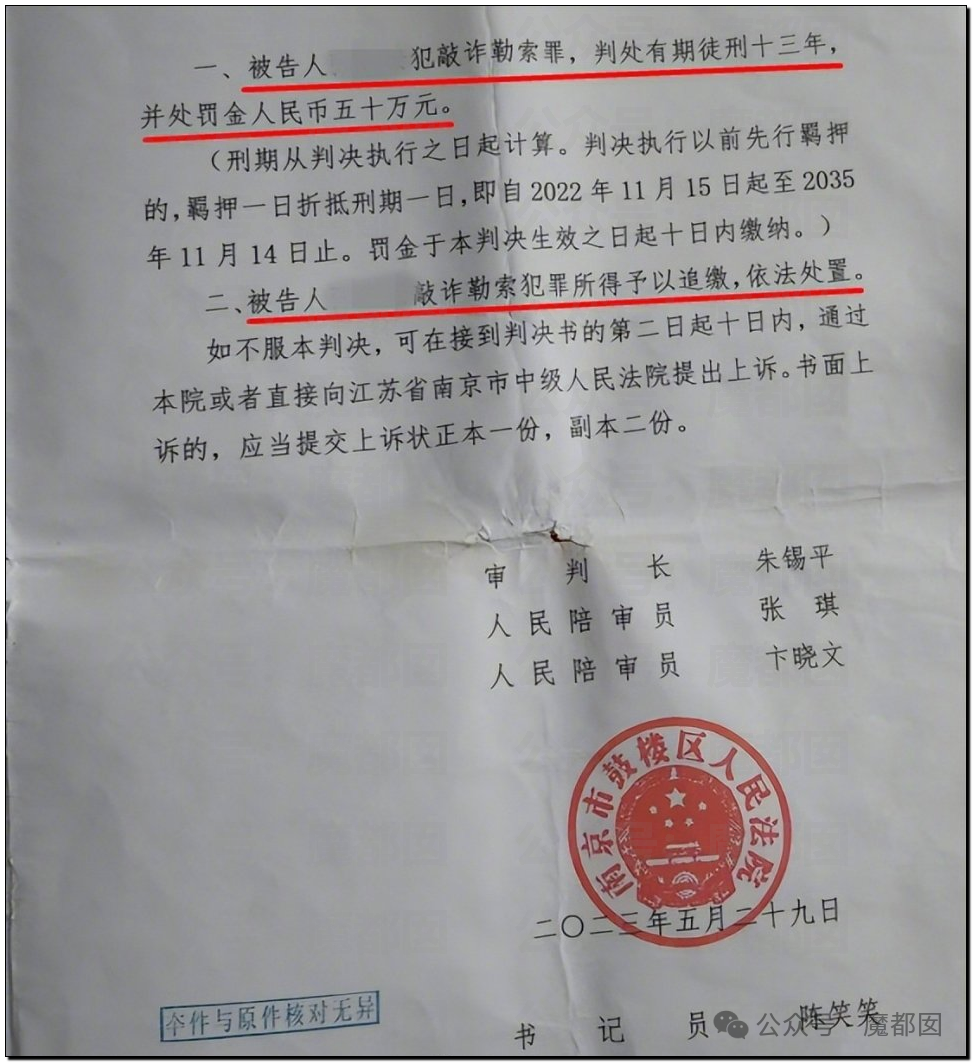 一、被告人 犯敲诈勒索罪，判处有期徒刑十三年，
并处罚金人民币五十万元。
（刑期从判决执行之日起计算。判决执行以前先行羁押
的，羁押一日折抵刑期一日，即自2022年11月15日起至2035
年11月14日止。罚金于本判决生效之日起十日内缴纳。）
二、被告人 敲诈勒索犯罪所得予以追缴，依法处置。
如不服本判决，可在接到判决书的第二日起十日内，通过
本院或者直接向江苏省南京市中级人民法院提出上诉。书面上
诉的，应当提交上诉状正本一份，副本二份。
审判长 朱锡平
人民陪审员 张琪
人民陪审员 卞晓文
南京市鼓楼区人民法院
二〇二三年五月二十九日
本件与原件核对无异
书记员 陈笑笑
公众号 魔都囡